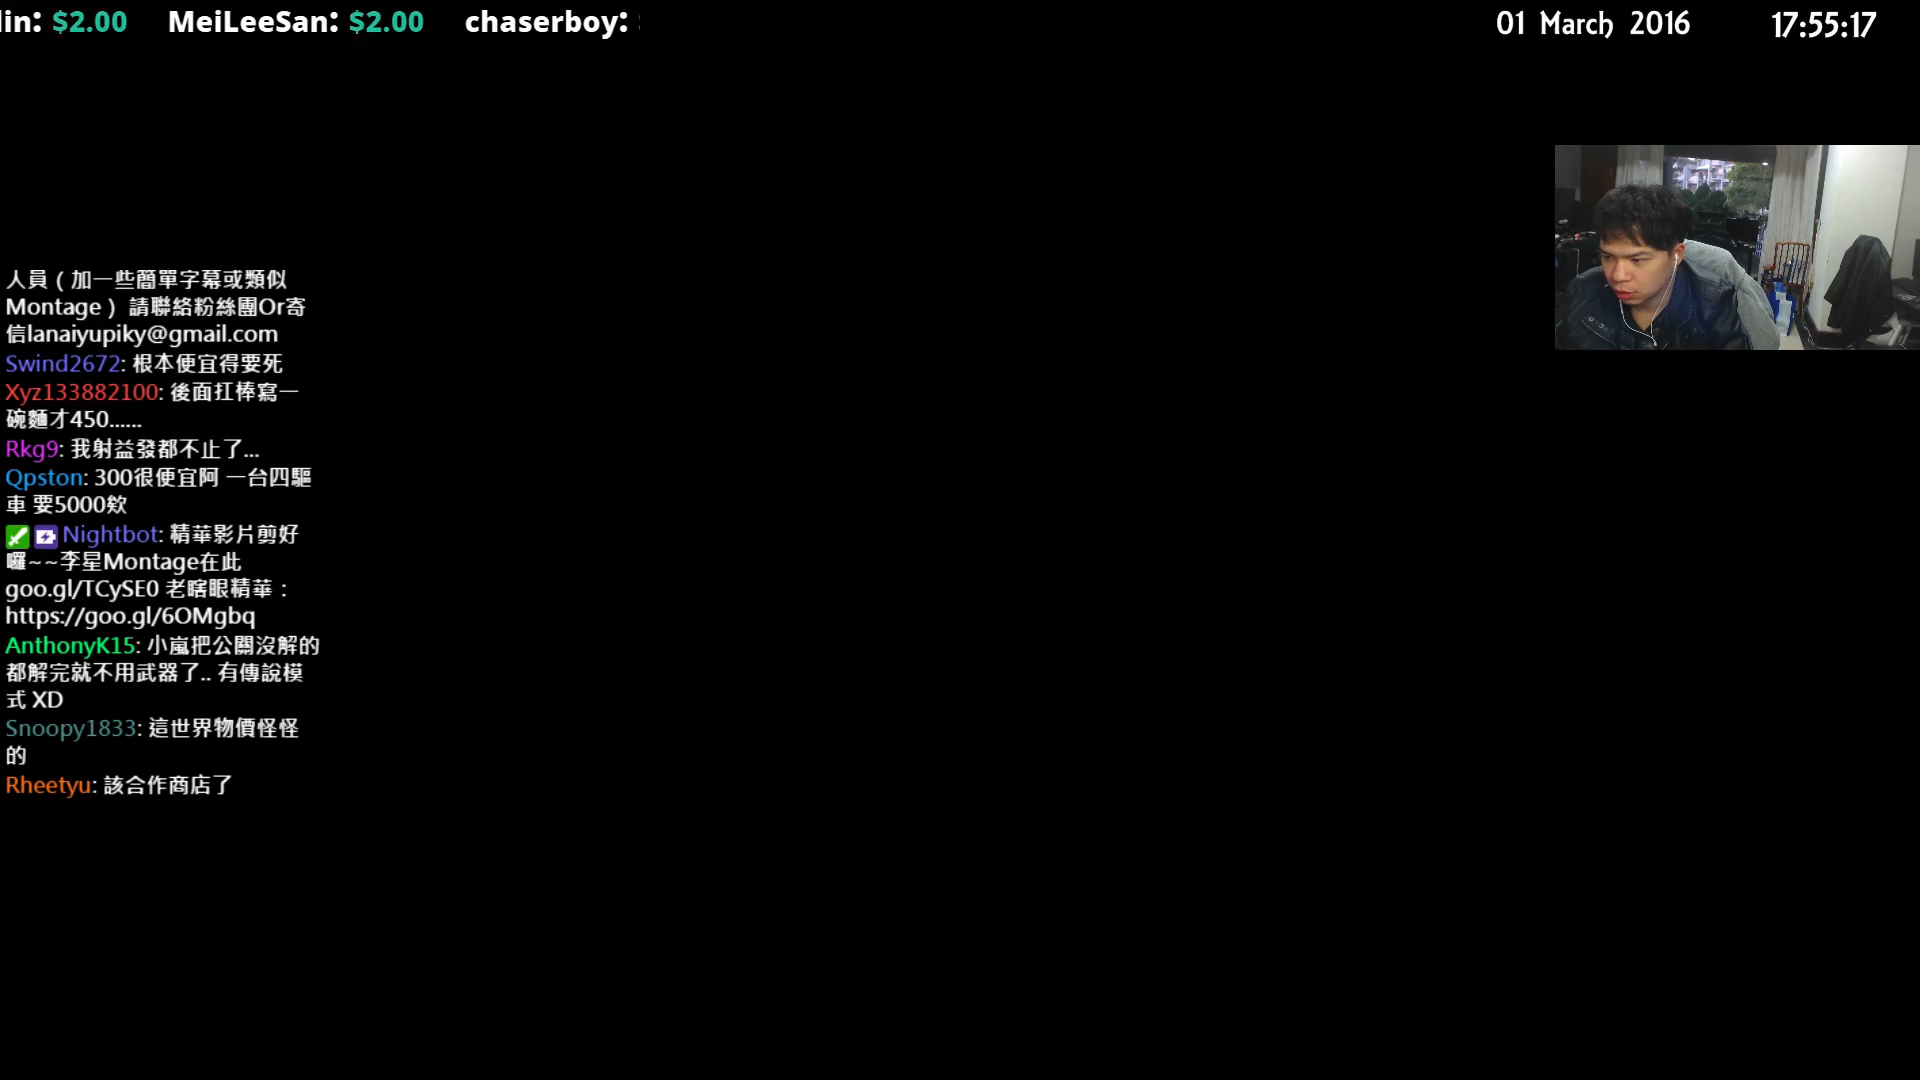 lin: $2.00 MeiLeeSan: $2.00 chaserboy:
01 March 2016 17:55:17
人員（加一些簡單字幕或類似
Montage） 請聯絡粉絲團Or寄
信lanaiyupiky@gmail.com
Swind2672: 根本便宜得要死
Xyz133882100: 後面扛棒寫一
碗麵才450......
Rkg9: 我射益發都不止了...
Qpston: 300很便宜阿 一台四驅
車 要5000欸
Nightbot: 精華影片剪好
囉~~李星Montage在此
goo.gl/TCySE0 老瞎眼精華：
https://goo.gl/6OMgbq
AnthonyK15: 小嵐把公關沒解的
都解完就不用武器了.. 有傳說模
式 XD
Snoopy1833: 這世界物價怪怪
的
Rheetyu: 該合作商店了